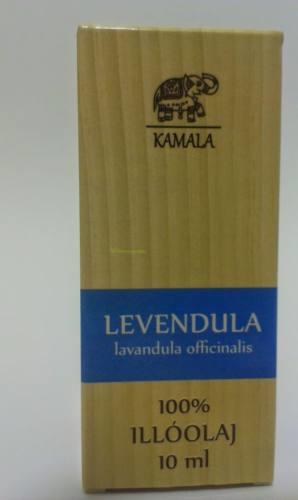 KAMALA
LEVENDULA
lavandula officinalis
100%
ILLÓOLAJ
10 ml